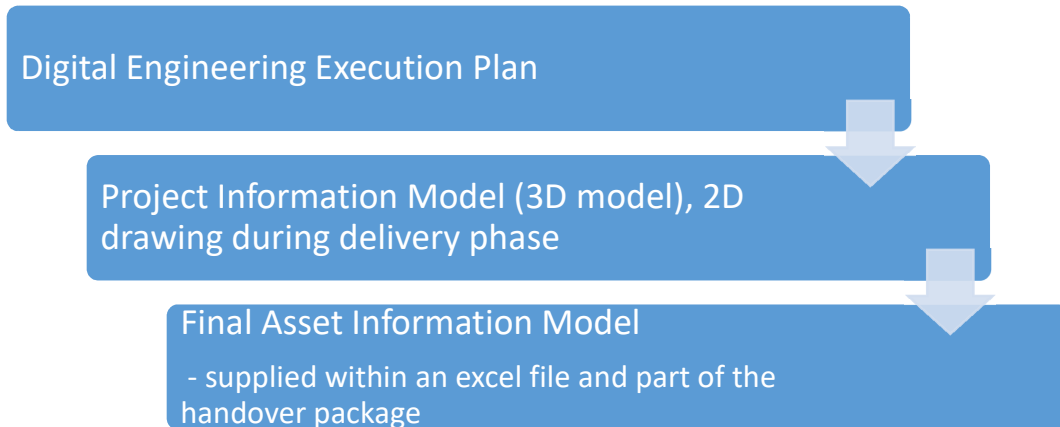 Digital Engineering Execution Plan
Project Information Model (3D model), 2D
drawing during delivery phase
Final Asset Information Model
- supplied within an excel file and part of the
handover package